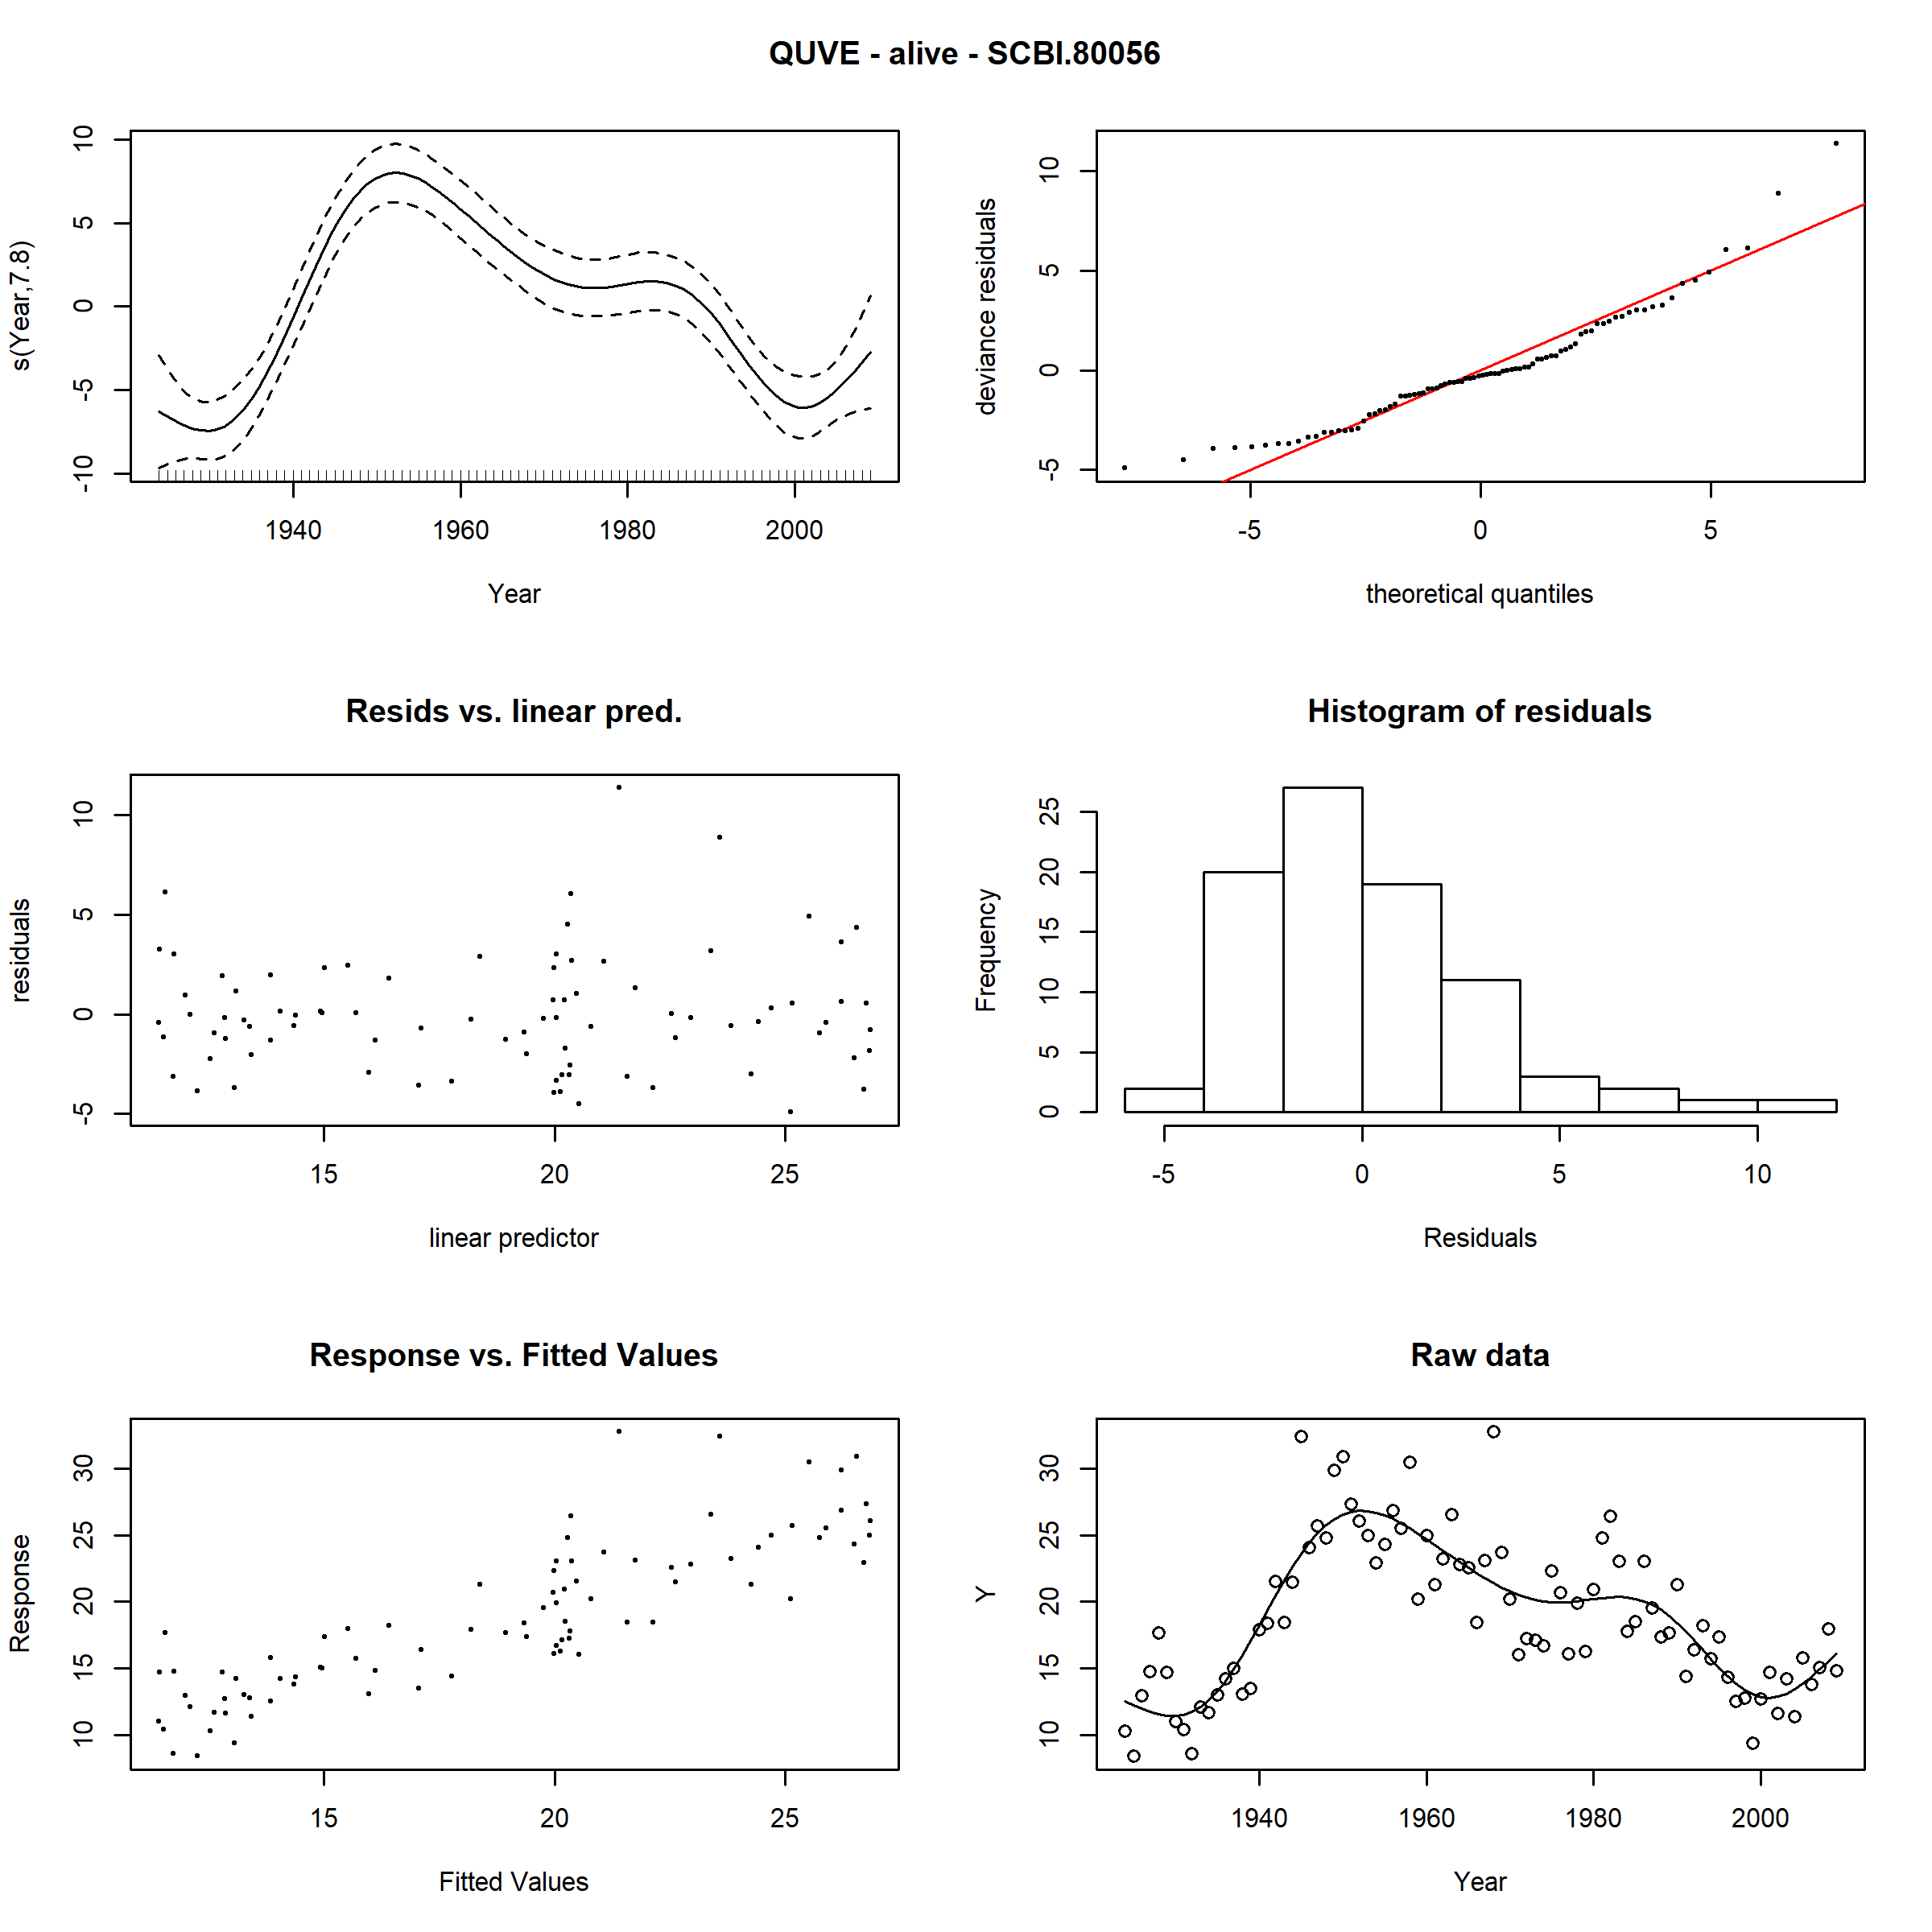 QUVE - alive - SCBI.80056
s(Year,7.8)
10
5
0
-5
-10
1940 1960 1980 2000
Year
deviance residuals
10
5
0
-5
-5 0 5
theoretical quantiles
Resids vs. linear pred.
residuals
10
5
0
-5
15 20 25
linear predictor
Histogram of residuals
Frequency
25
20
15
10
5
0
-5 0 5 10
Residuals
Response vs. Fitted Values
Response
30
25
20
15
10
15 20 25
Fitted Values
Raw data
Y
30
25
20
15
10
1940 1960 1980 2000
Year